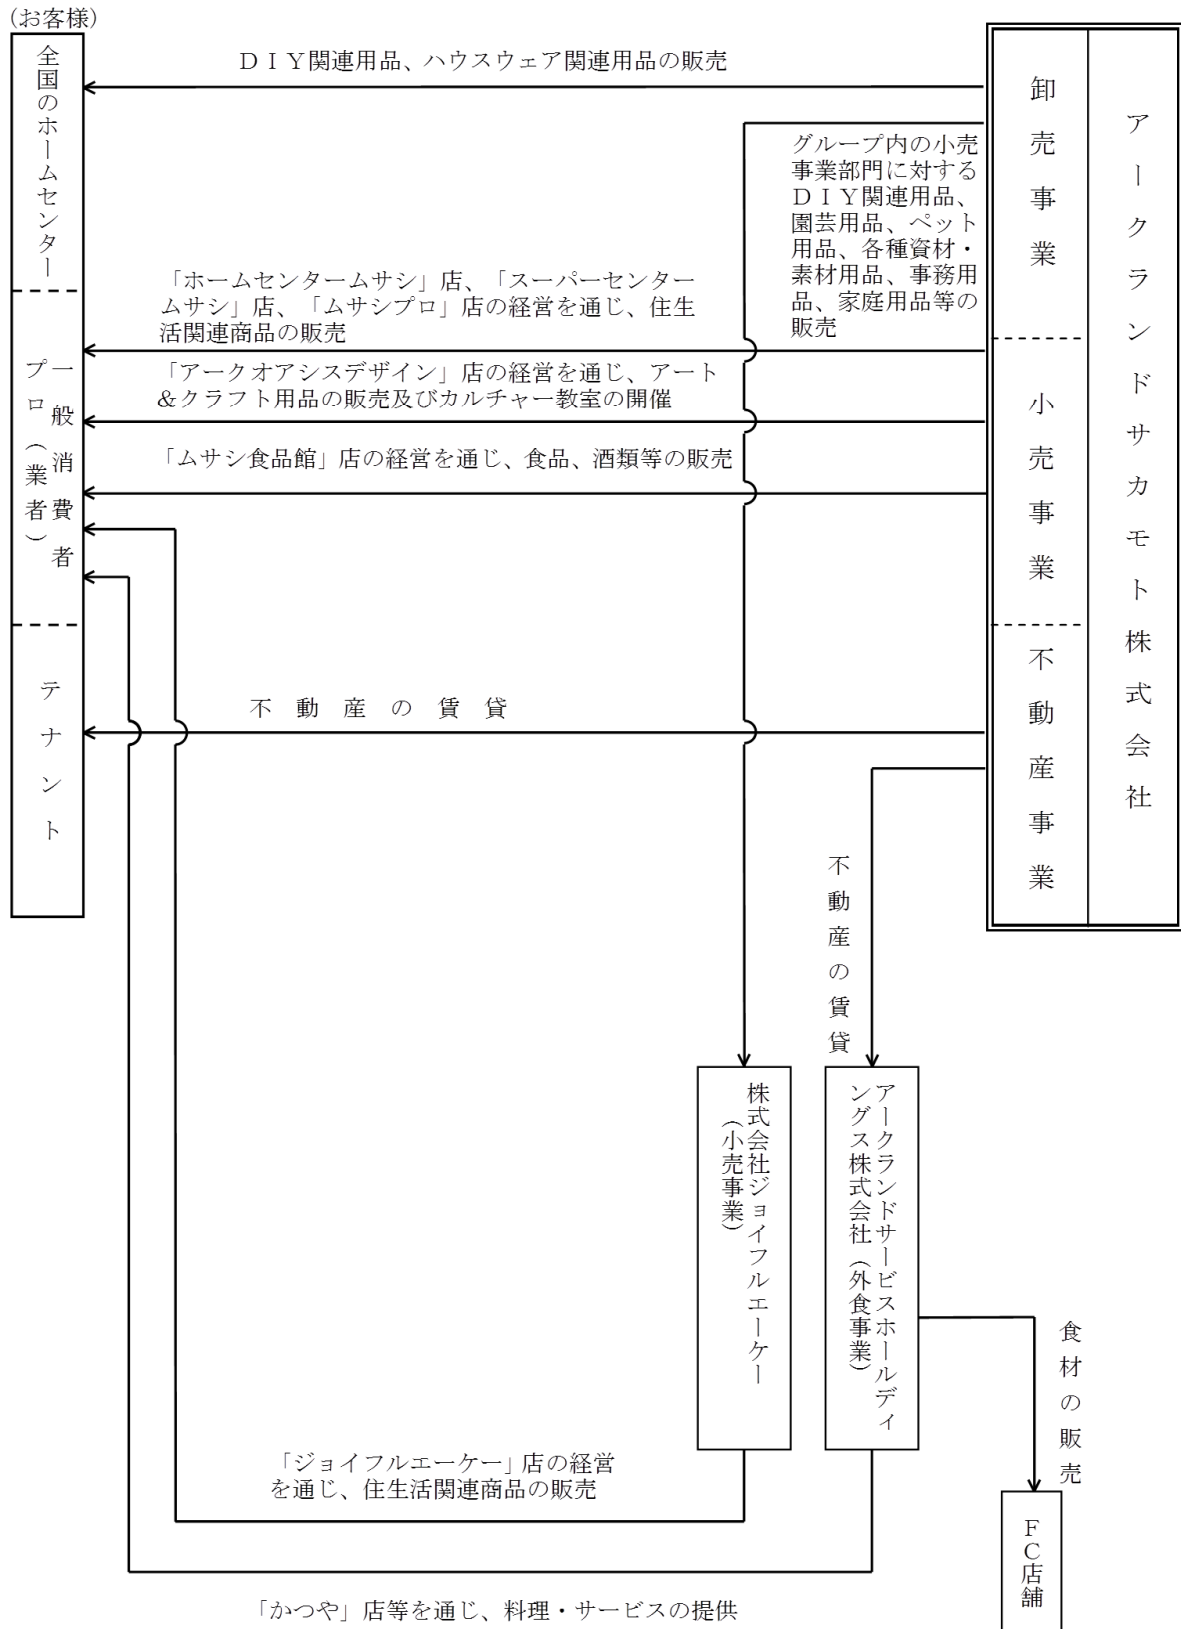 (お客様)
全国のホームセンター
一般消費者
プロ(業者)
テナント
ＤＩＹ関連用品、ハウスウェア関連用品の販売
グループ内の小売
事業部門に対する
ＤＩＹ関連用品、
園芸用品、ペット
用品、各種資材・
素材用品、事務用
品、家庭用品等の
販売
「ホームセンタームサシ」店、「スーパーセンター
ムサシ」店、「ムサシプロ」店の経営を通じ、住生
活関連商品の販売
「アークオアシスデザイン」店の経営を通じ、アート
＆クラフト用品の販売及びカルチャー教室の開催
「ムサシ食品館」店の経営を通じ、食品、酒類等の販売
不動産の賃貸
アークランドサカモト株式会社
卸売事業
小売事業
不動産事業
不動産の賃貸
株式会社ジョイフルエーケー
(小売事業)
アークランドサービスホールディ
ングス株式会社(外食事業)
食材の販売
ＦＣ店舗
「ジョイフルエーケー」店の経営
を通じ、住生活関連商品の販売
「かつや」店等を通じ、料理・サービスの提供